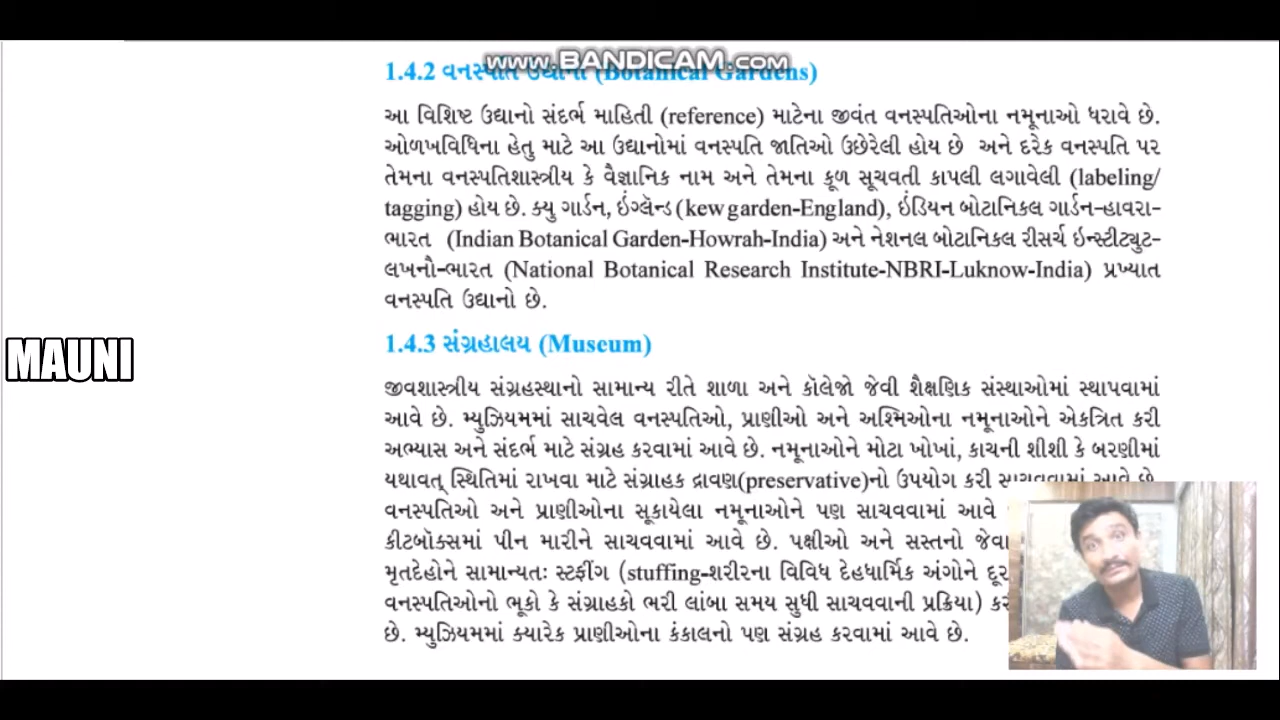 www.BANDICAM.com
1.4.2 વનસ્પતિ ઉદ્યાનો (Botanical Gardens)
આ વિશિષ્ટ ઉદ્યાનો સંદર્ભ માહિતી (reference) માટેના જીવંત વનસ્પતિઓના નમૂનાઓ ધરાવે છે.
ઓળખવિધિના હેતુ માટે આ ઉદ્યાનોમાં વનસ્પતિ જાતિઓ ઉછેરેલી હોય છે અને દરેક વનસ્પતિ પર
તેમના વનસ્પતિશાસ્ત્રીય કે વૈજ્ઞાનિક નામ અને તેમના કૂળ સૂચવતી કાપલી લગાવેલી (labeling/
tagging) હોય છે. ક્યુ ગાર્ડન, ઇંગ્લૅન્ડ (kew garden-England), ઇંડિયન બોટાનિકલ ગાર્ડન-હાવરા-
ભારત (Indian Botanical Garden-Howrah-India) અને નેશનલ બોટાનિકલ રીસર્ચ ઇન્સ્ટીટ્યુટ-
લખનૌ-ભારત (National Botanical Research Institute-NBRI-Luknow-India) પ્રખ્યાત
વનસ્પતિ ઉદ્યાનો છે.
1.4.3 સંગ્રહાલય (Museum)
MAUNI
જીવશાસ્ત્રીય સંગ્રહસ્થાનો સામાન્ય રીતે શાળા અને કૉલેજો જેવી શૈક્ષણિક સંસ્થાઓમાં સ્થાપવામાં
આવે છે. મ્યુઝિયમમાં સાચવેલ વનસ્પતિઓ, પ્રાણીઓ અને અશ્મિઓના નમૂનાઓને એકત્રિત કરી
અભ્યાસ અને સંદર્ભ માટે સંગ્રહ કરવામાં આવે છે. નમૂનાઓને મોટા ખોખાં, કાચની શીશી કે બરણીમાં
યથાવત્ સ્થિતિમાં રાખવા માટે સંગ્રાહક દ્રાવણ(preservative)નો ઉપયોગ કરી સાચવવામાં આવે છે.
વનસ્પતિઓ અને પ્રાણીઓના સૂકાયેલા નમૂનાઓને પણ સાચવવામાં આવે
કીટબૉક્સમાં પીન મારીને સાચવવામાં આવે છે. પક્ષીઓ અને સસ્તનો જેવા
મૃતદેહોને સામાન્યતઃ સ્ટફીંગ (stuffing-શરીરના વિવિધ દેહધાર્મિક અંગોને દૂર
વનસ્પતિઓનો ભૂકો કે સંગ્રાહકો ભરી લાંબા સમય સુધી સાચવવાની પ્રક્રિયા)
છે. મ્યુઝિયમમાં ક્યારેક પ્રાણીઓના કંકાલનો પણ સંગ્રહ કરવામાં આવે છે.